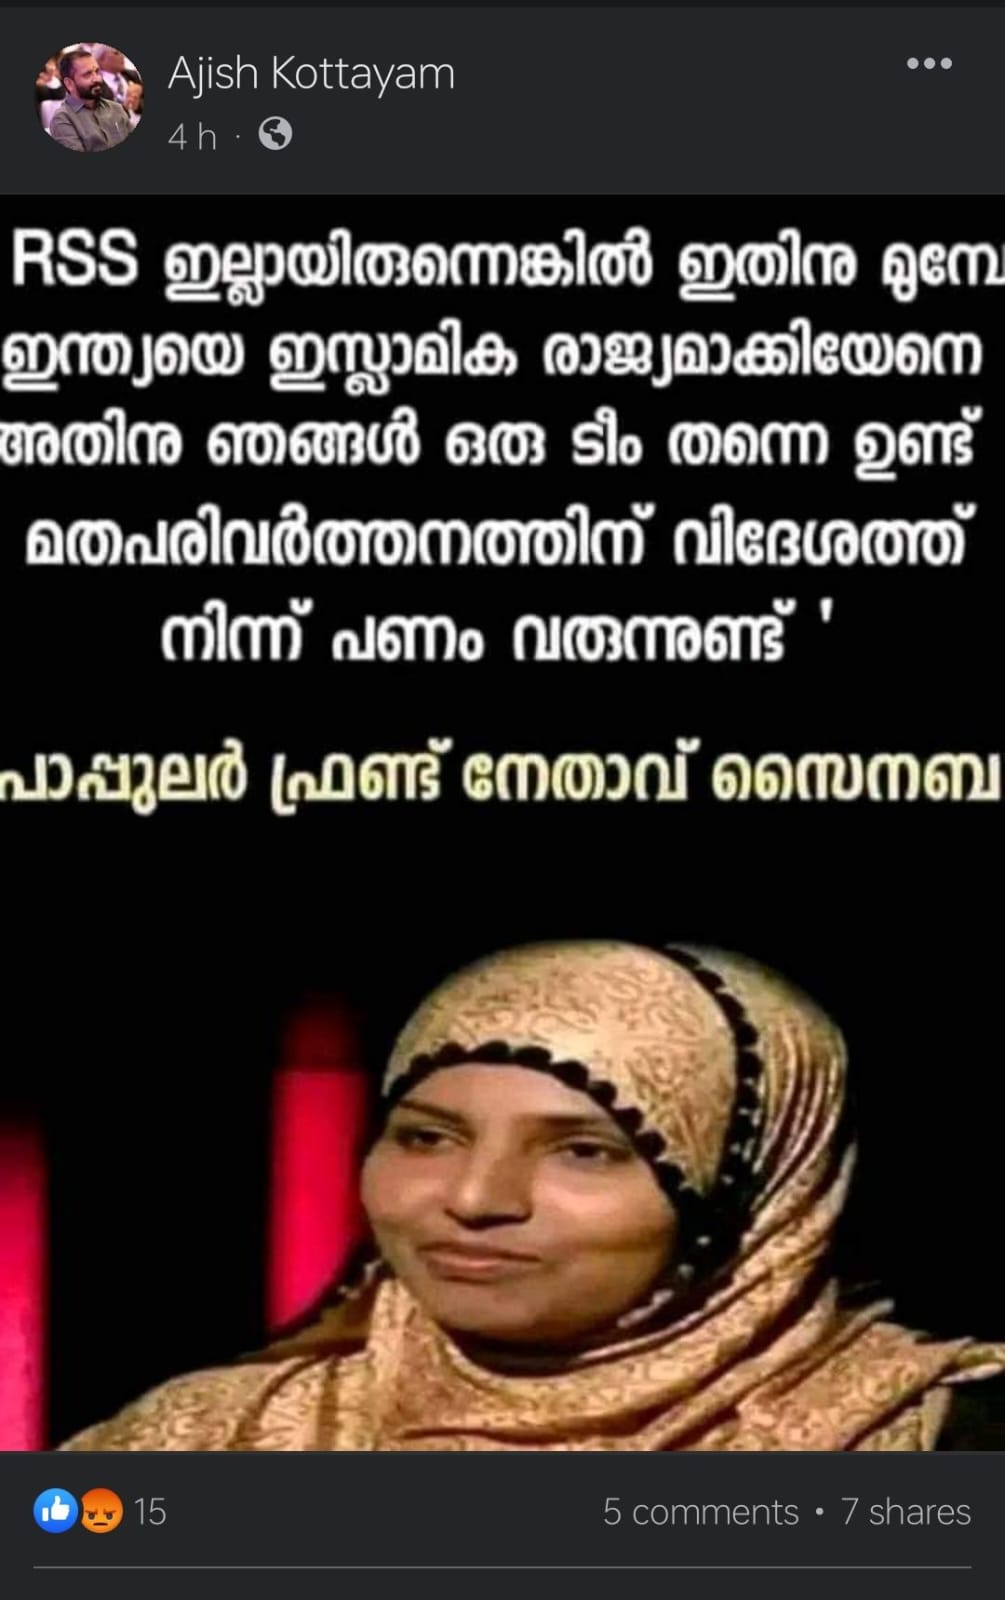 Ajish Kottayam
4 h ·
RSS ഇല്ലായിരുന്നെങ്കിൽ ഇതിനു മുമ്പേ
ഇന്ത്യയെ ഇസ്ലാമിക രാജ്യമാക്കിയേനെ
അതിനു ഞങ്ങൾ ഒരു ടീം തന്നെ ഉണ്ട്
മതപരിവർത്തനത്തിന് വിദേശത്ത്
നിന്ന് പണം വരുന്നുണ്ട് '
പാപ്പുലർ ഫ്രണ്ട് നേതാവ് സൈനബ
15 5 comments • 7 shares